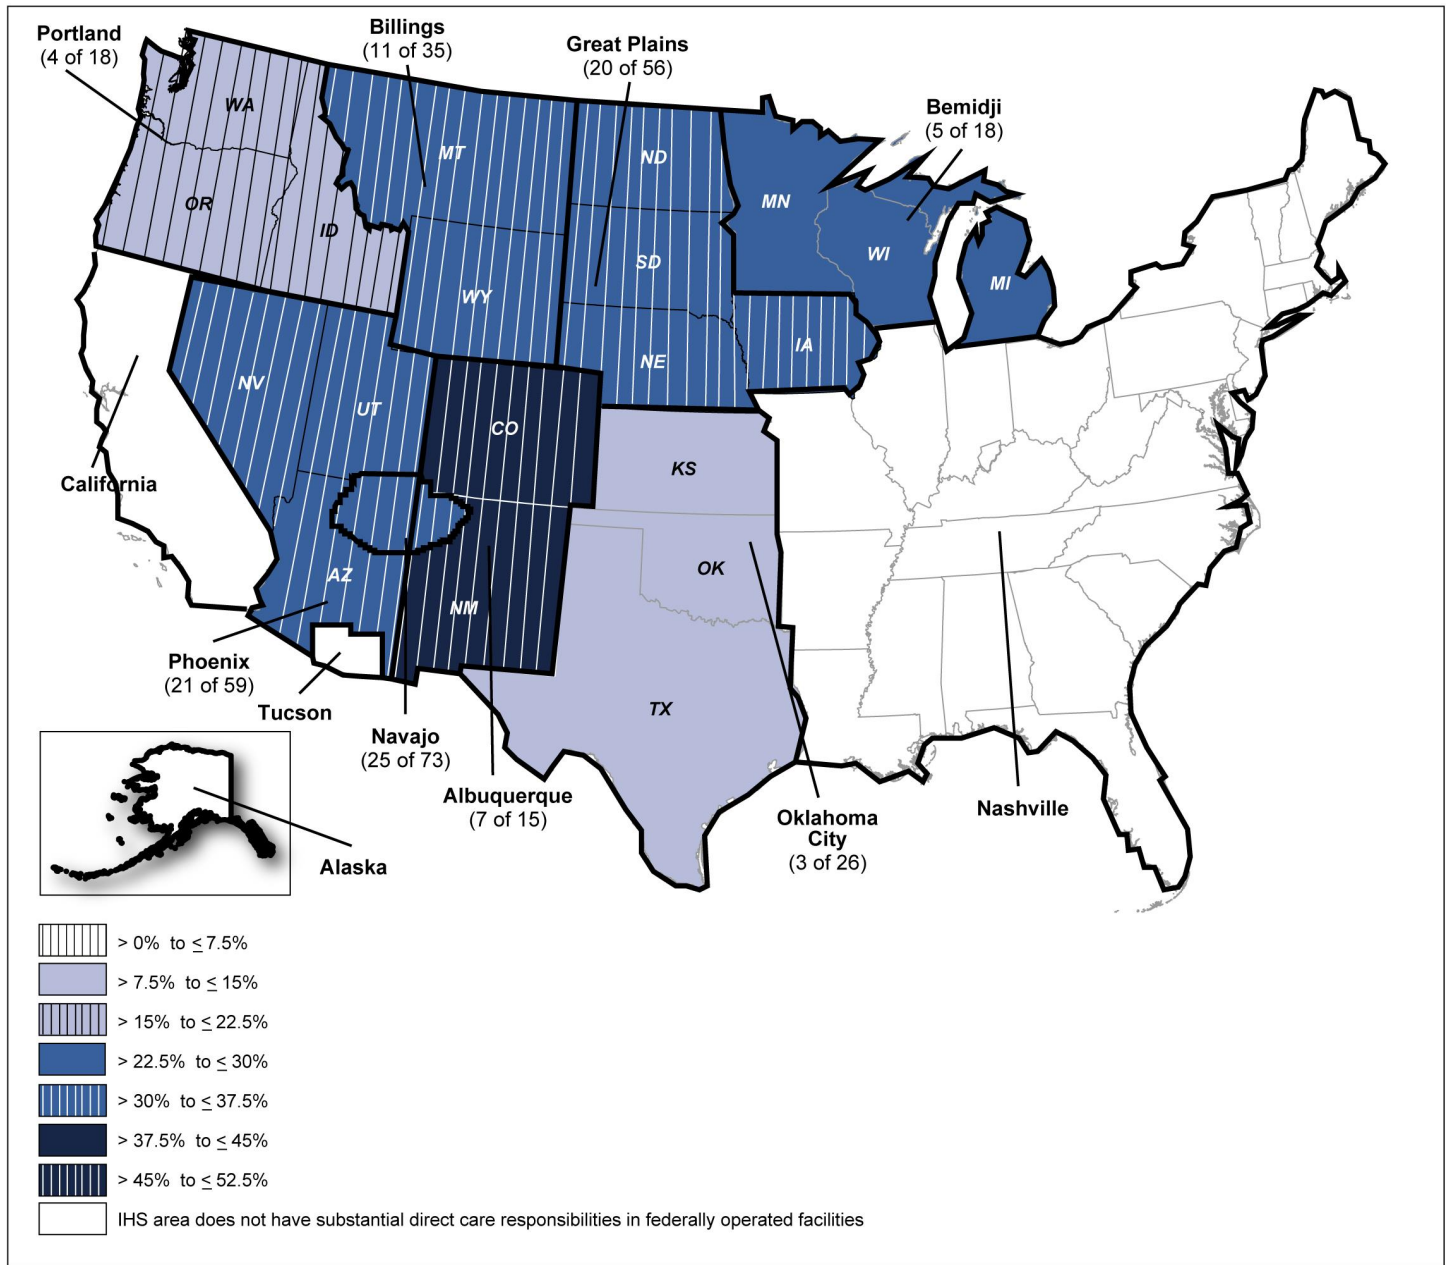 Portland
(4 of 18)
Billings
(11 of 35)
Great Plains
(20 of 56)
Bemidji
(5 of 18)
WA
MT
ND
MN
OR
ID
SD
WI
WY
MI
NV
UT
NE
IA
CO
KS
California
AZ
NM
OK
Phoenix
(21 of 59)
Tucson
TX
Navajo
(25 of 73)
Albuquerque
(7 of 15)
Oklahoma
City
(3 of 26)
Nashville
Alaska
> 0% to ≤ 7.5%
> 7.5% to ≤ 15%
> 15% to ≤ 22.5%
> 22.5% to ≤ 30%
> 30% to ≤ 37.5%
> 37.5% to ≤ 45%
> 45% to ≤ 52.5%
IHS area does not have substantial direct care responsibilities in federally operated facilities